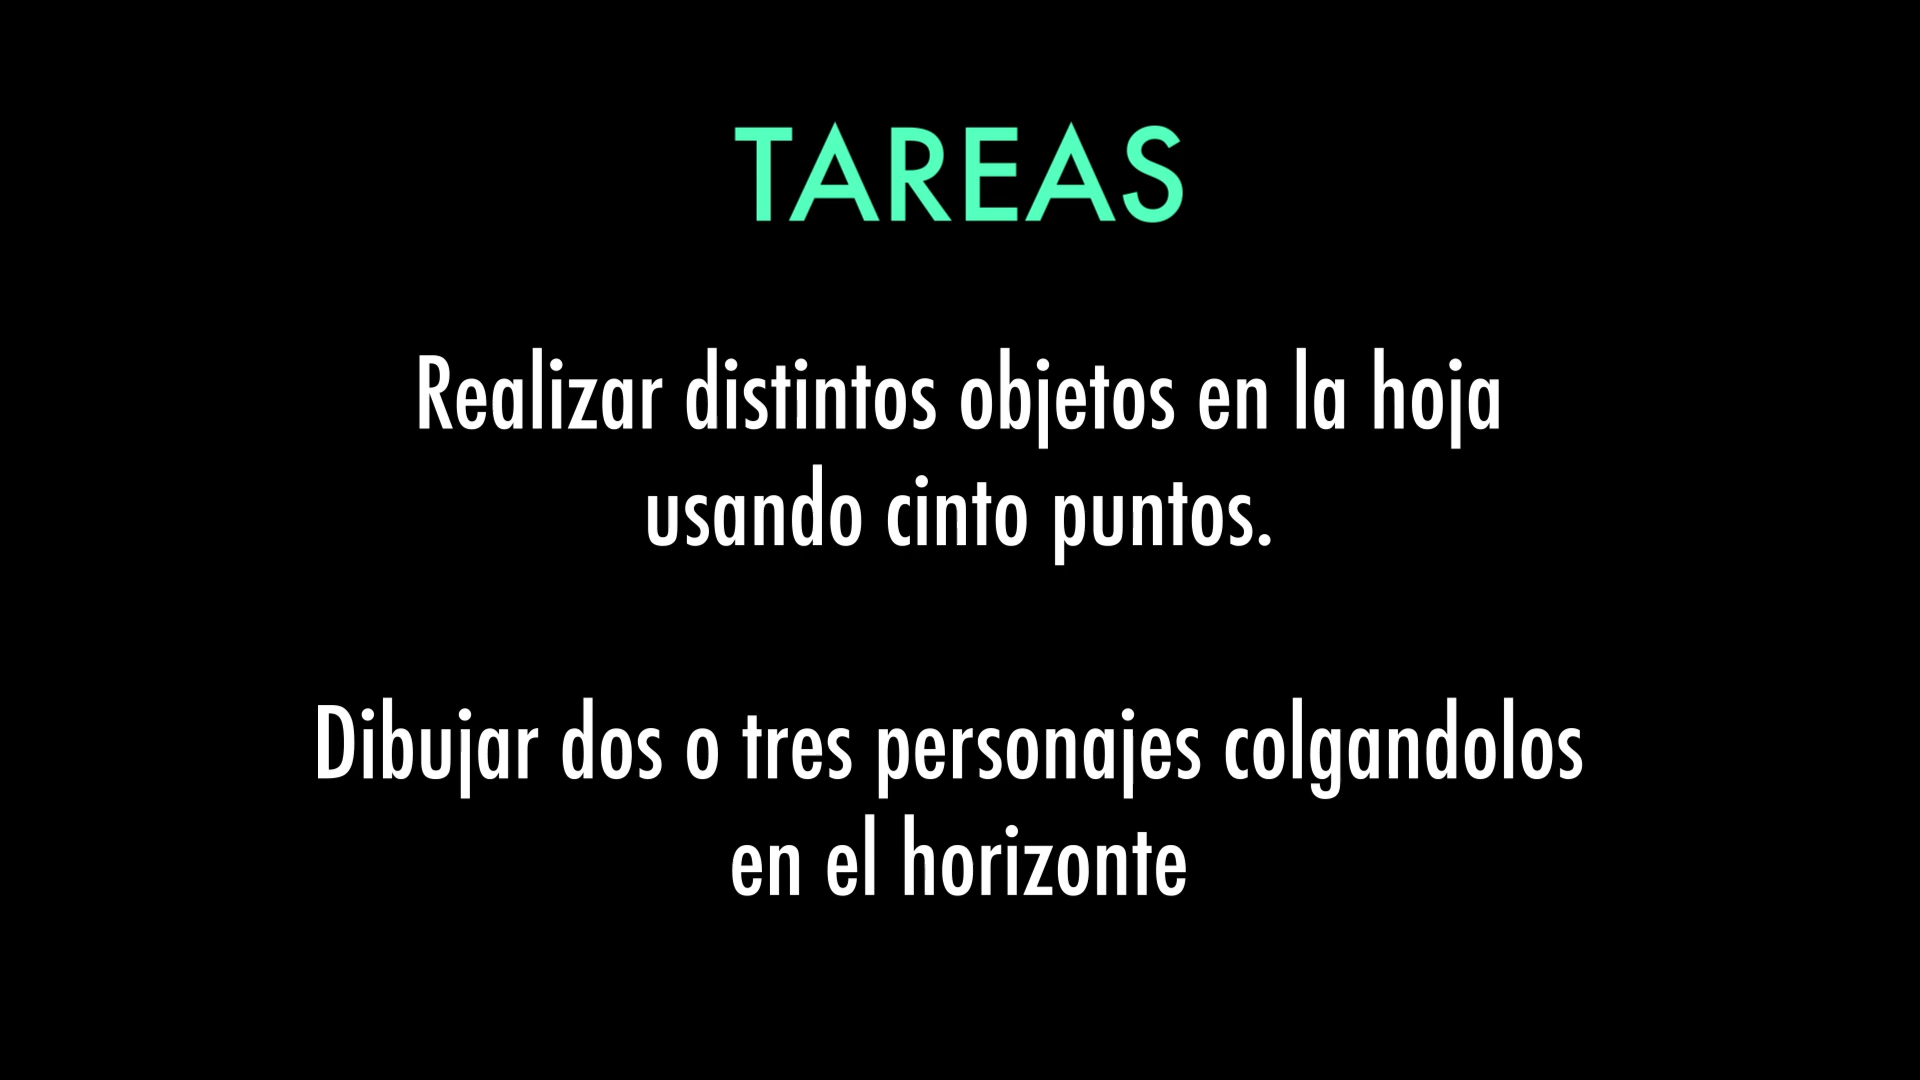 TAREAS
Realizar distintos objetos en la hoja
usando cinto puntos.
Dibujar dos o tres personajes colgandolos
en el horizonte